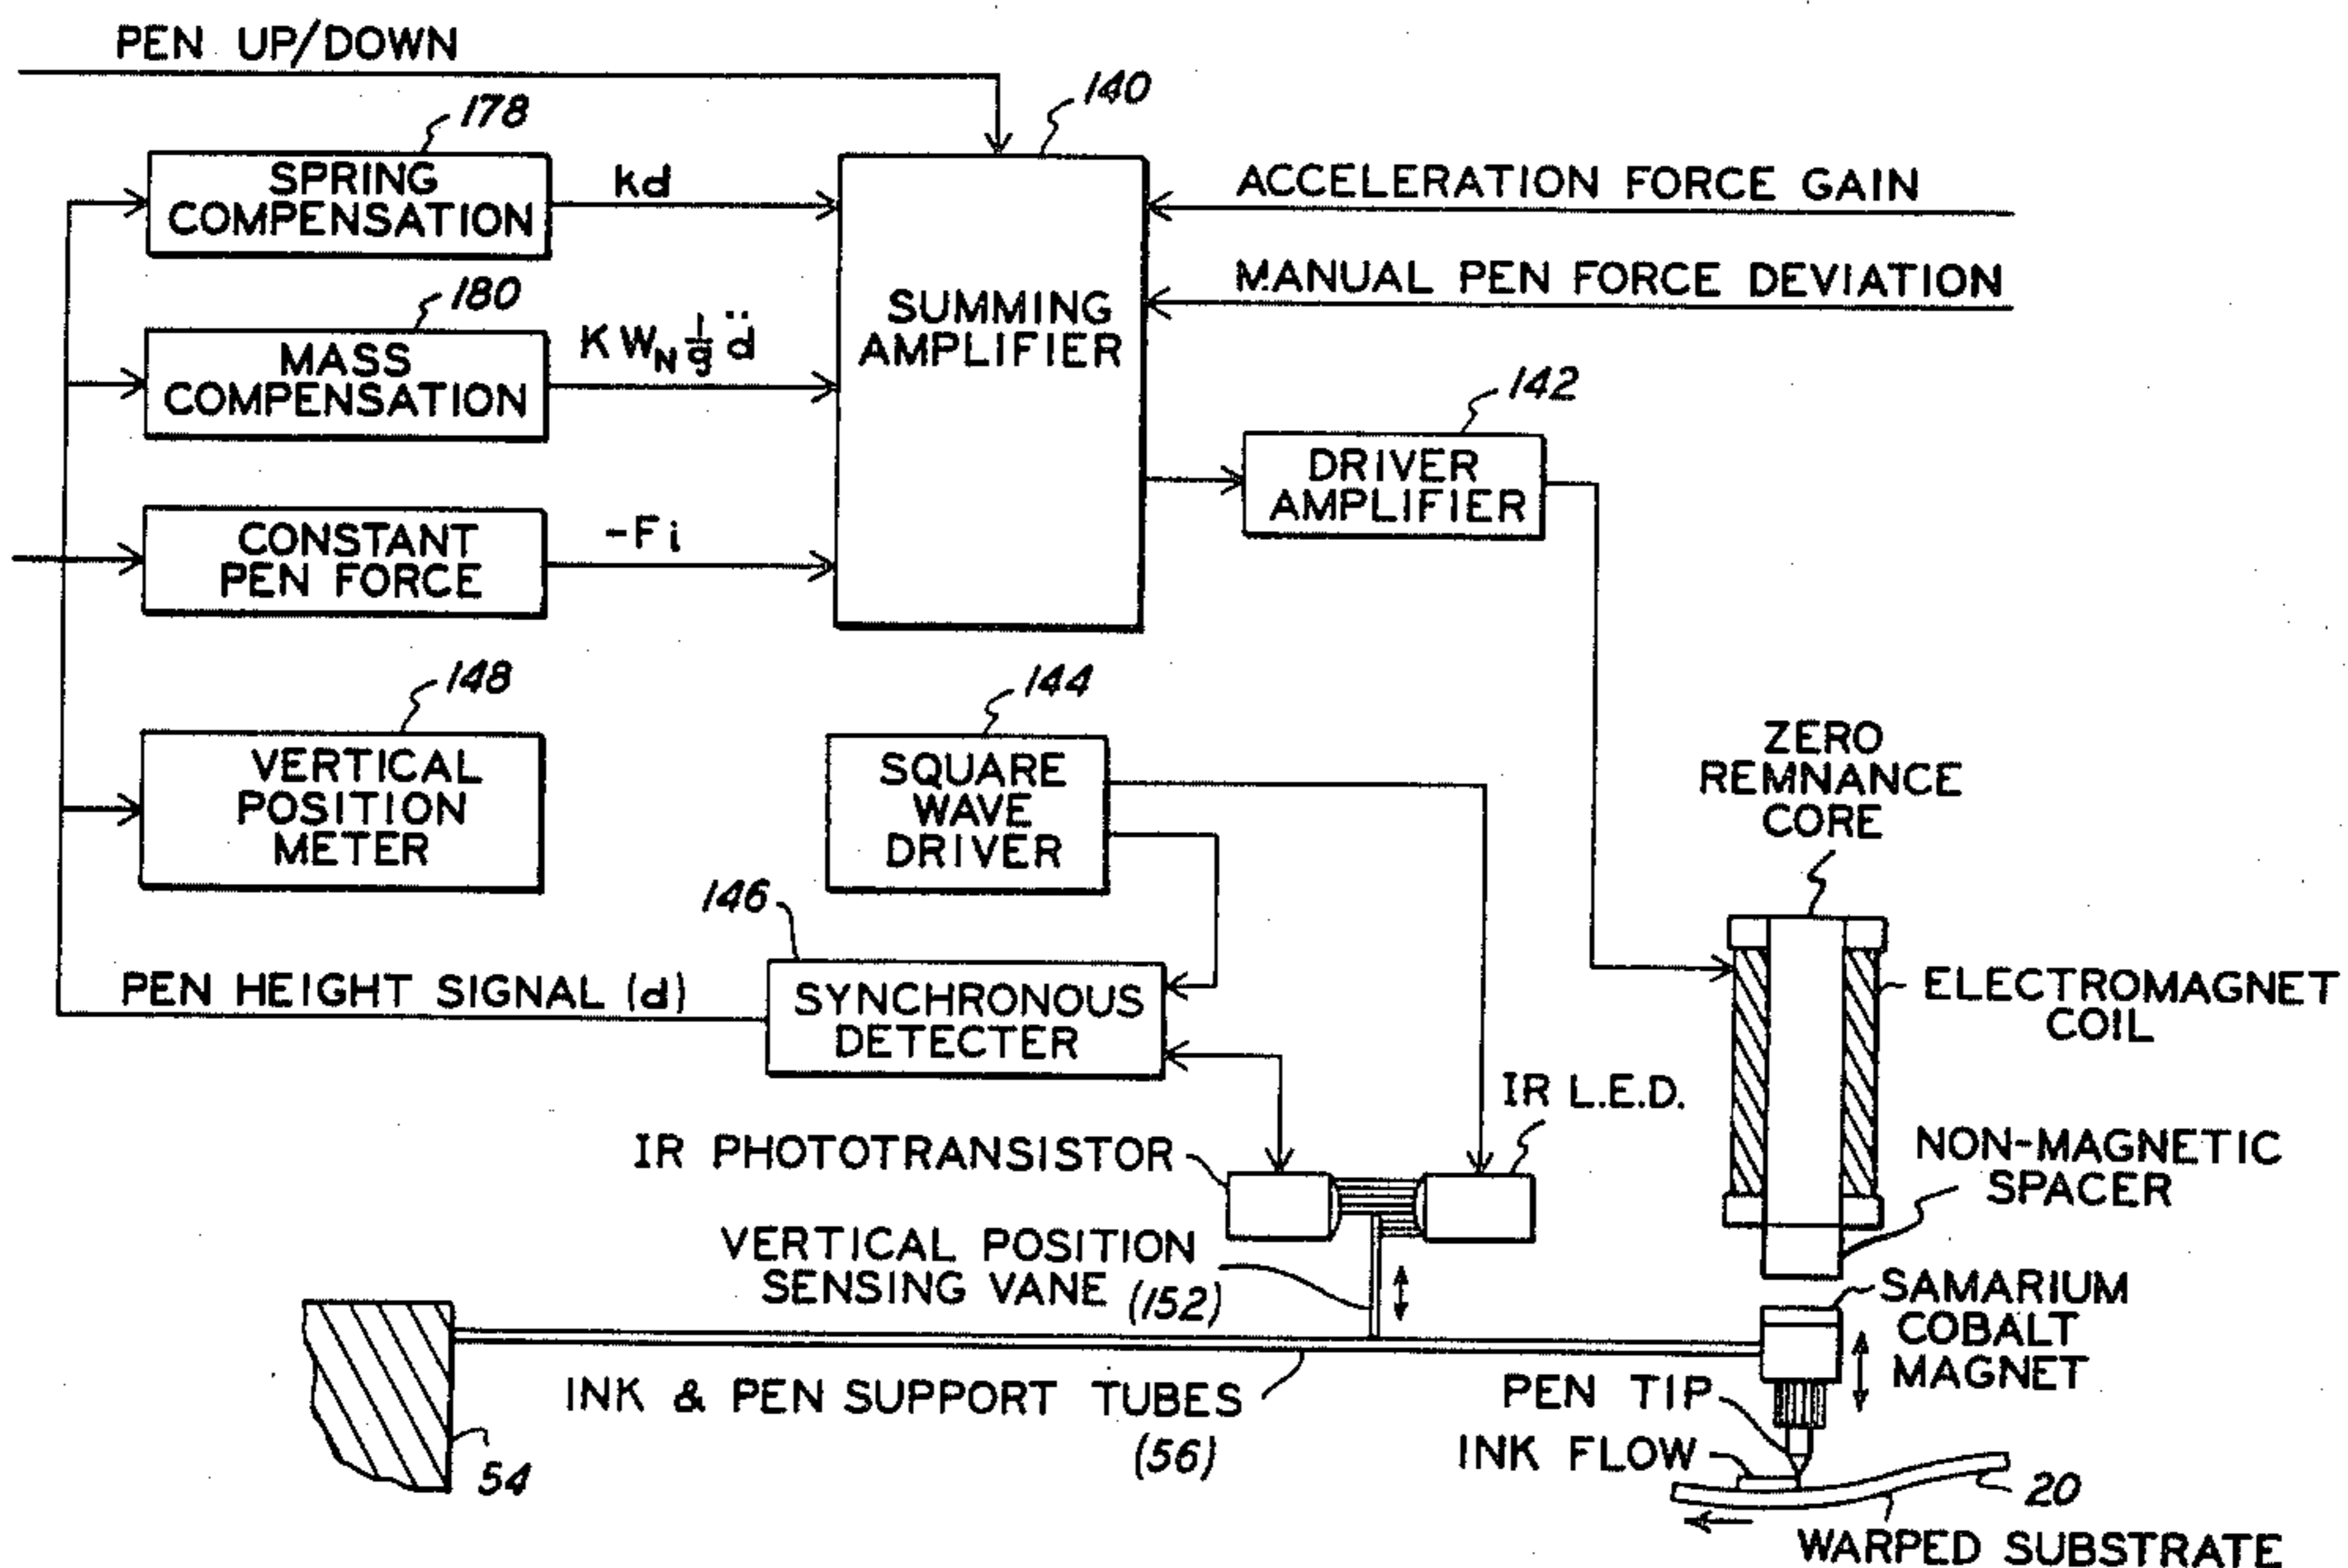 PEN UP/DOWN
140
178
SPRING
COMPENSATION
kd
ACCELERATION FORCE GAIN
MANUAL PEN FORCE DEVIATION
180
MASS
COMPENSATION
KW_N 1/g d̈
SUMMING
AMPLIFIER
142
DRIVER
AMPLIFIER
CONSTANT
PEN FORCE
-Fi
148
VERTICAL
POSITION
METER
144
SQUARE
WAVE
DRIVER
ZERO
REMNANCE
CORE
146
PEN HEIGHT SIGNAL (d)
SYNCHRONOUS
DETECTER
ELECTROMAGNET
COIL
IR L.E.D.
IR PHOTOTRANSISTOR
NON-MAGNETIC
SPACER
VERTICAL POSITION
SENSING VANE (152)
SAMARIUM
COBALT
MAGNET
INK & PEN SUPPORT TUBES
(56)
PEN TIP
INK FLOW
54
20
WARPED SUBSTRATE